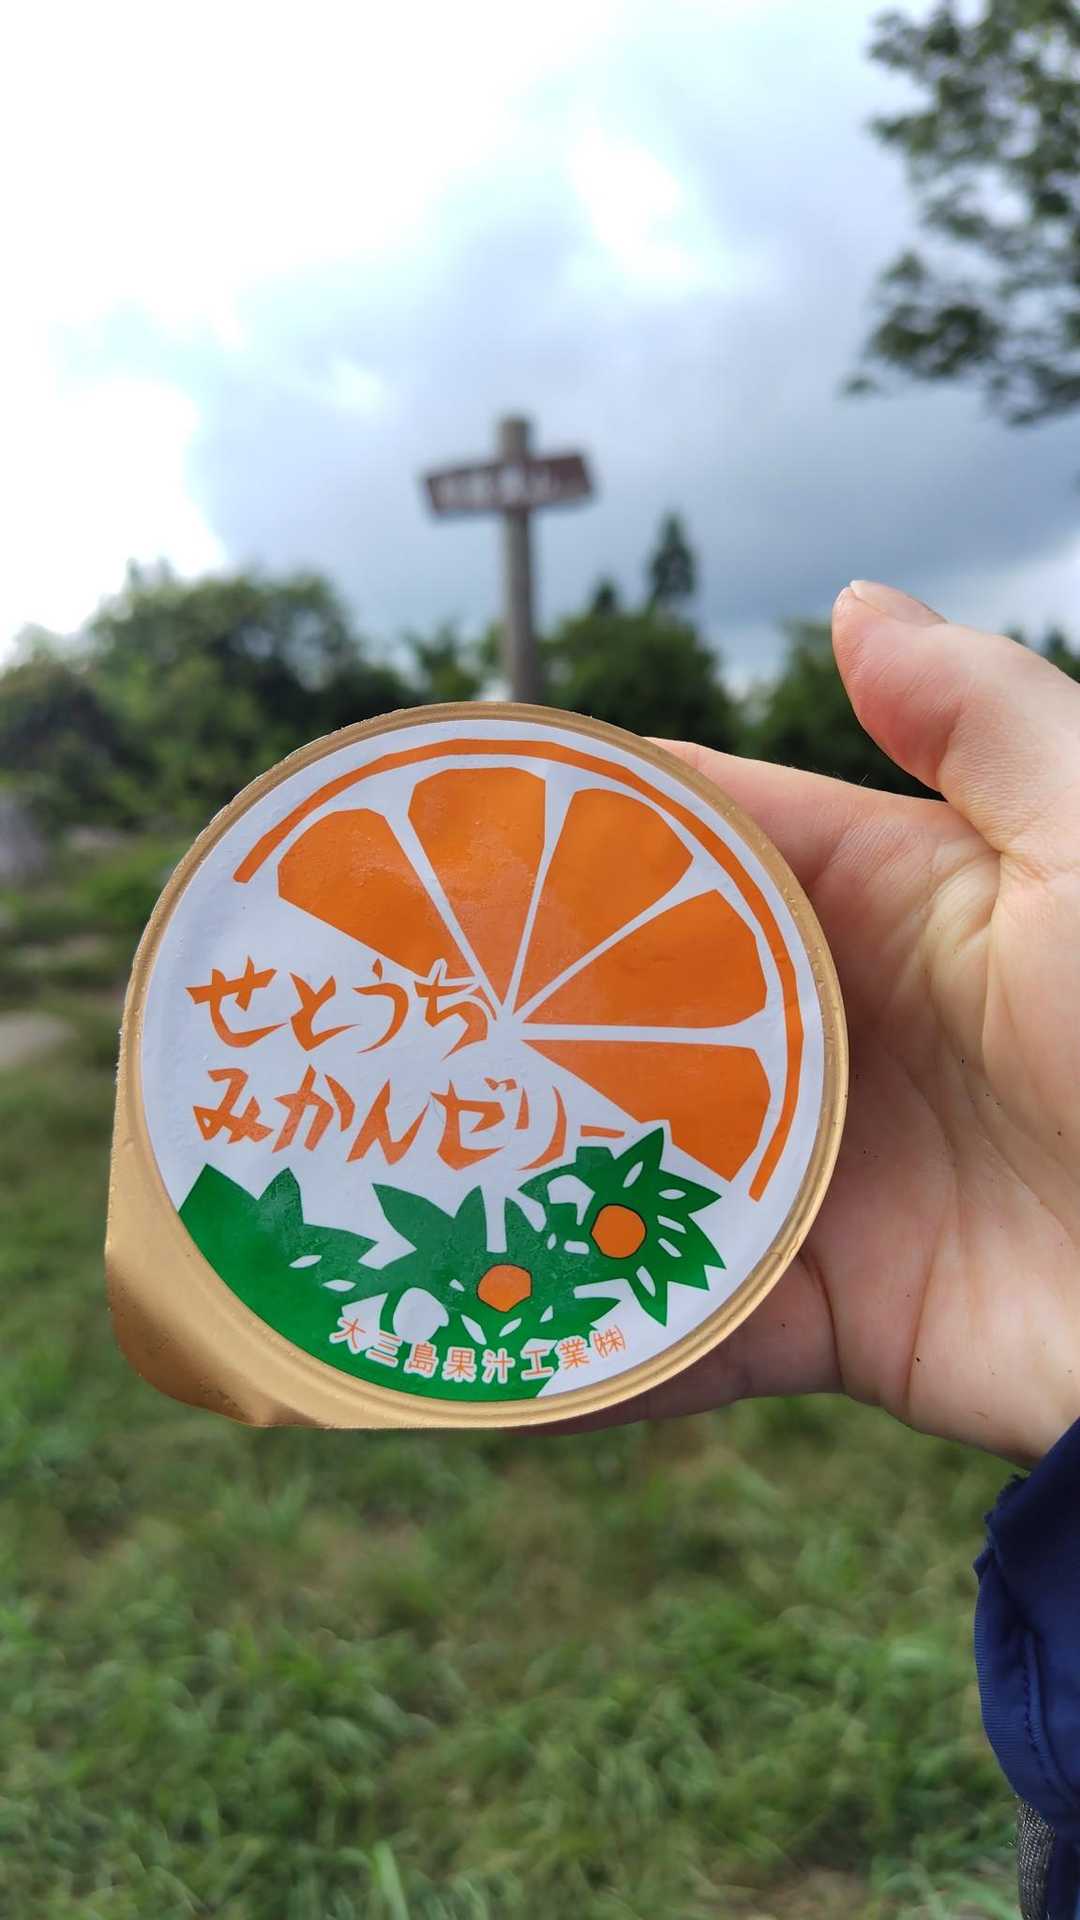 せとうち
みかんゼリー
大三島果汁工業㈱